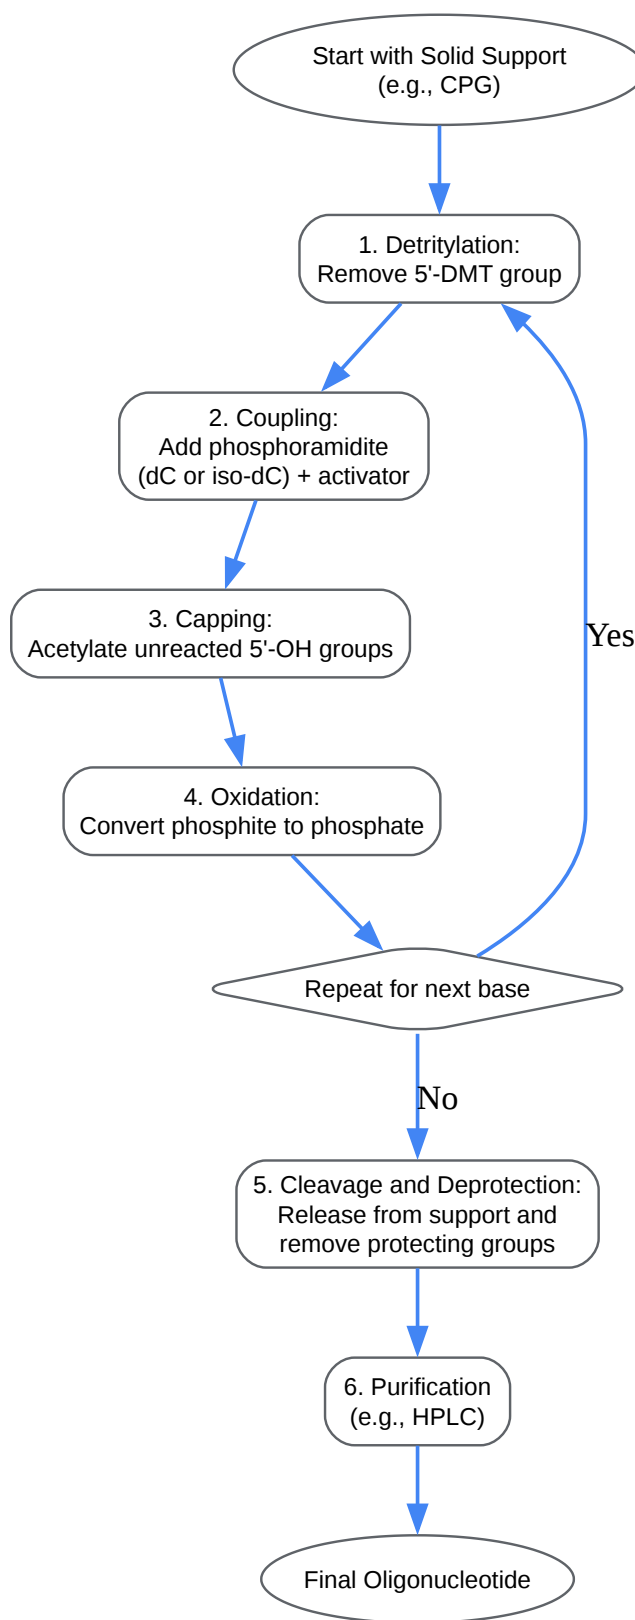 Start with Solid Support
(e.g., CPG)
1. Detritylation:
Remove 5'-DMT group
2. Coupling:
Add phosphoramidite
(dC or iso-dC) + activator
3. Capping:
Acetylate unreacted 5'-OH groups
Yes
4. Oxidation:
Convert phosphite to phosphate
Repeat for next base
No
5. Cleavage and Deprotection:
Release from support and
remove protecting groups
6. Purification
(e.g., HPLC)
Final Oligonucleotide